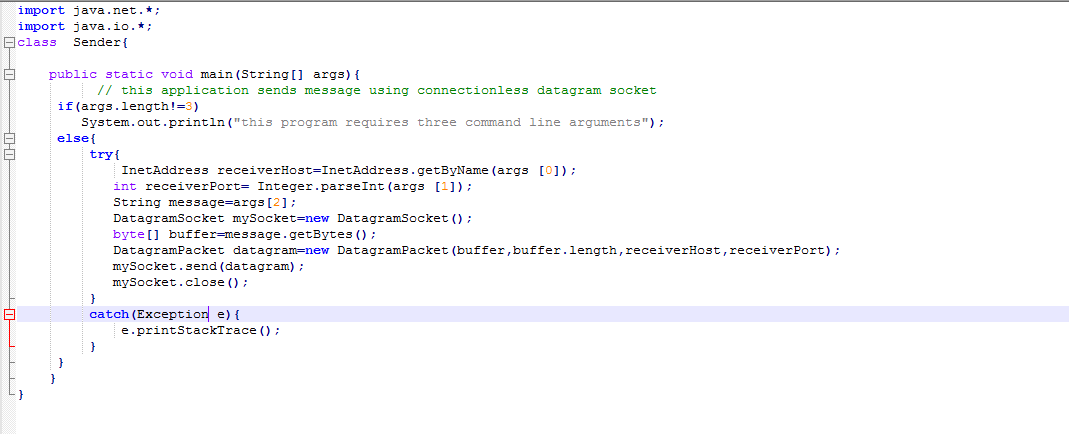 import java.net.*;
import java.io.*;
class  Sender{
public static void main(String[] args){
// this application sends message using connectionless datagram socket
if(args.length!=3)
System.out.println("this program requires three command line arguments");
else{
try{
InetAddress receiverHost=InetAddress.getByName(args [0]);
int receiverPort= Integer.parseInt(args [1]);
String message=args[2];
DatagramSocket mySocket=new DatagramSocket();
byte[] buffer=message.getBytes();
DatagramPacket datagram=new DatagramPacket(buffer,buffer.length,receiverHost,receiverPort);
mySocket.send(datagram);
mySocket.close();
}
catch(Exception e){
e.printStackTrace();
}
}
}
}